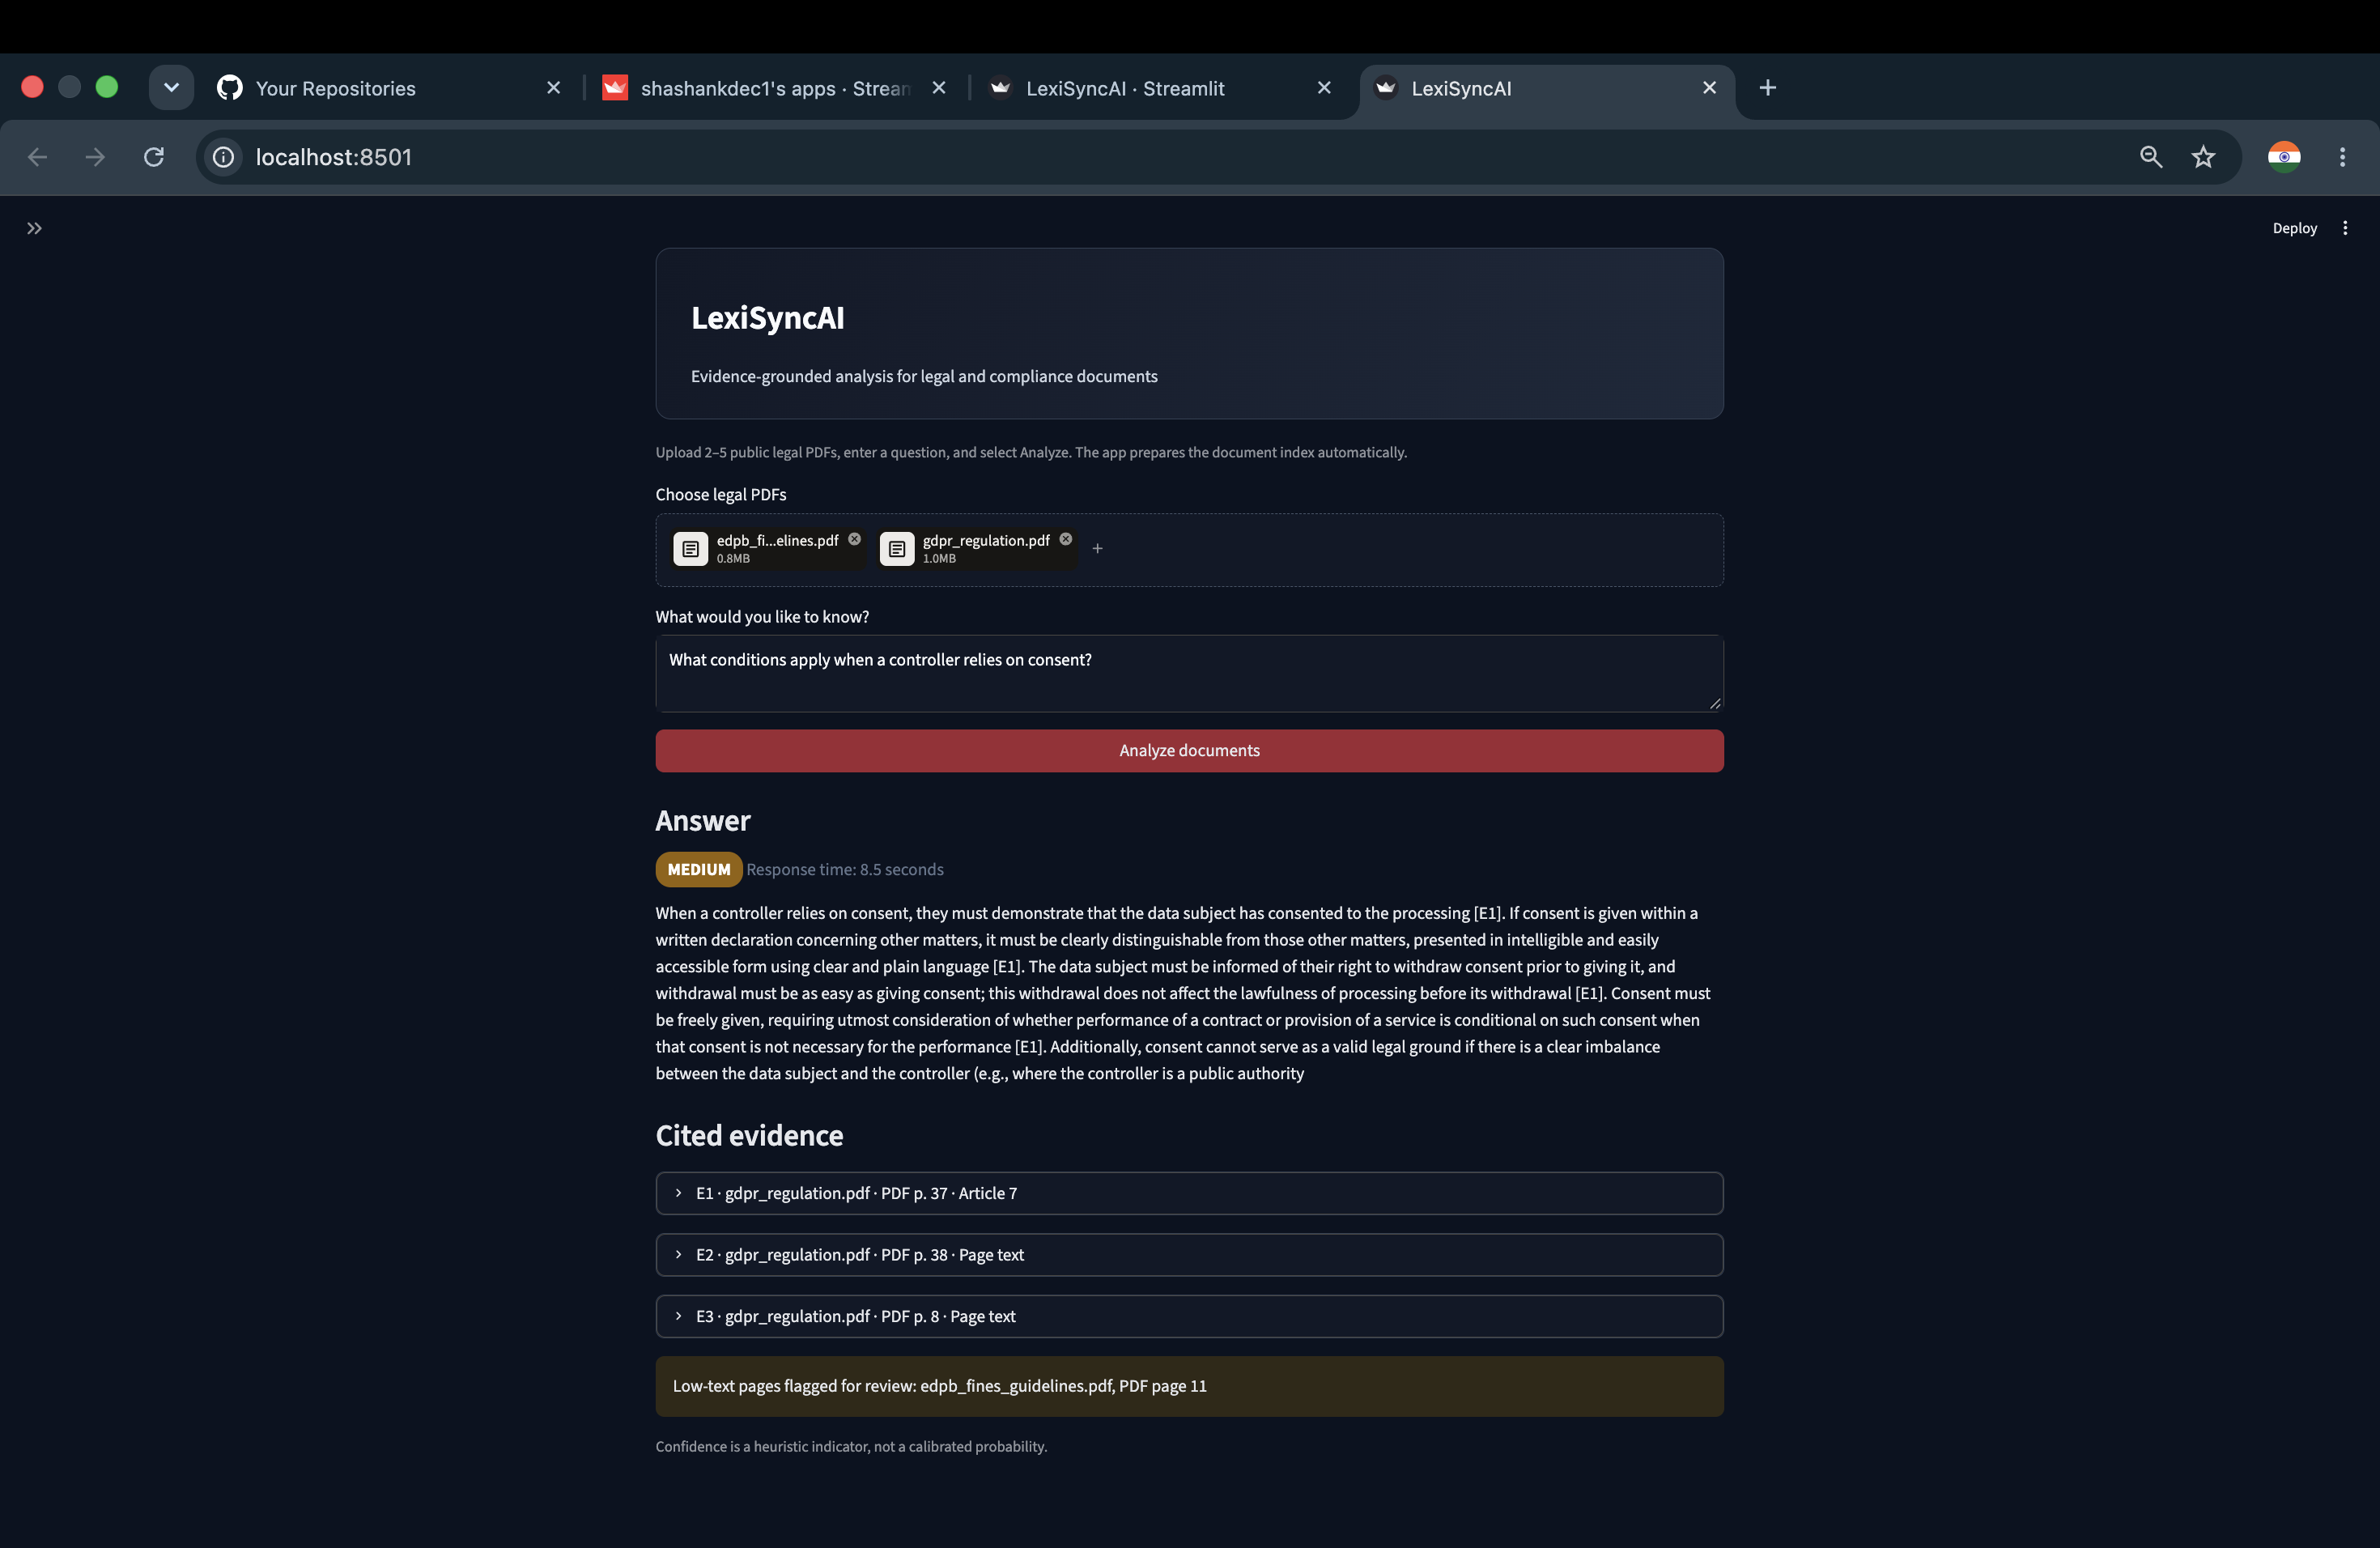 Your Repositories
shashankdec1's apps · Strean
LexiSyncAI · Streamlit
LexiSyncAI
localhost:8501
Deploy
LexiSyncAI
Evidence-grounded analysis for legal and compliance documents
Upload 2–5 public legal PDFs, enter a question, and select Analyze. The app prepares the document index automatically.
Choose legal PDFs
edpb_fi...elines.pdf
0.8MB
gdpr_regulation.pdf
1.0MB
What would you like to know?
What conditions apply when a controller relies on consent?
Analyze documents
Answer
MEDIUM Response time: 8.5 seconds
When a controller relies on consent, they must demonstrate that the data subject has consented to the processing [E1]. If consent is given within a
written declaration concerning other matters, it must be clearly distinguishable from those other matters, presented in intelligible and easily
accessible form using clear and plain language [E1]. The data subject must be informed of their right to withdraw consent prior to giving it, and
withdrawal must be as easy as giving consent; this withdrawal does not affect the lawfulness of processing before its withdrawal [E1]. Consent must
be freely given, requiring utmost consideration of whether performance of a contract or provision of a service is conditional on such consent when
that consent is not necessary for the performance [E1]. Additionally, consent cannot serve as a valid legal ground if there is a clear imbalance
between the data subject and the controller (e.g., where the controller is a public authority
Cited evidence
E1 · gdpr_regulation.pdf · PDF p. 37 · Article 7
E2 · gdpr_regulation.pdf · PDF p. 38 · Page text
E3 · gdpr_regulation.pdf · PDF p. 8 · Page text
Low-text pages flagged for review: edpb_fines_guidelines.pdf, PDF page 11
Confidence is a heuristic indicator, not a calibrated probability.